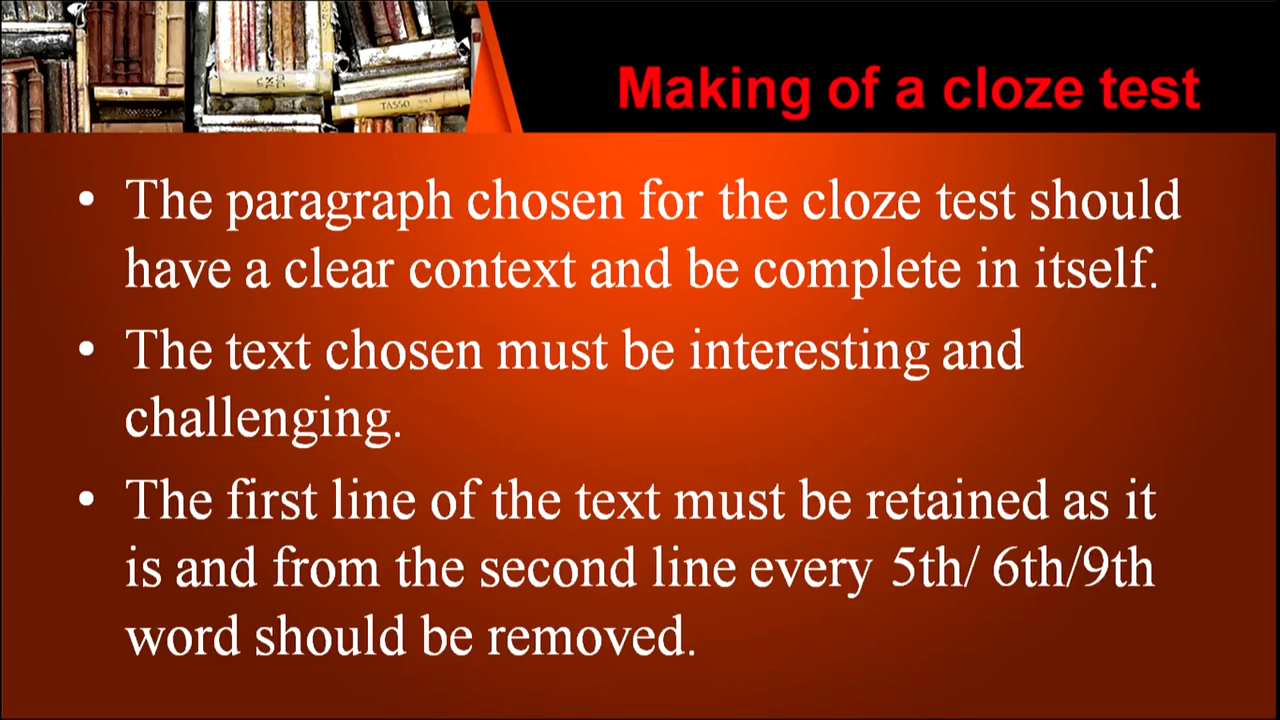 Making of a cloze test
TASSO
• The paragraph chosen for the cloze test should
have a clear context and be complete in itself.
• The text chosen must be interesting and
challenging.
• The first line of the text must be retained as it
is and from the second line every 5th/ 6th/9th
word should be removed.